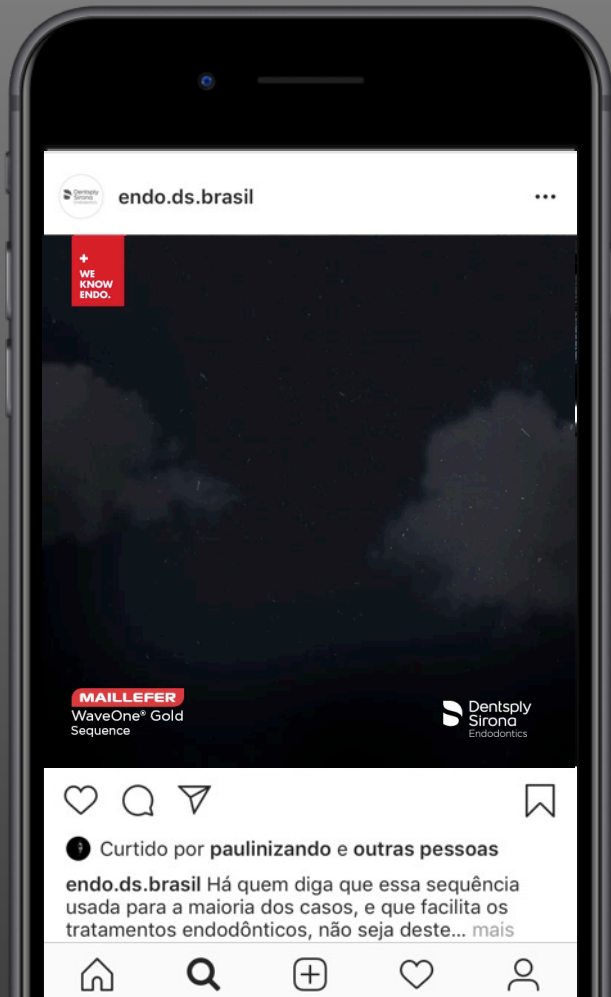 Dentsply
Sirona
endo.ds.brasil
+
WE
KNOW
ENDO.
MAILLEFER
WaveOne® Gold
Sequence
Dentsply
Sirona
Endodontics
Curtido por paulinizando e outras pessoas
endo.ds.brasil Há quem diga que essa sequência
usada para a maioria dos casos, e que facilita os
tratamentos endodônticos, não seja deste... mais